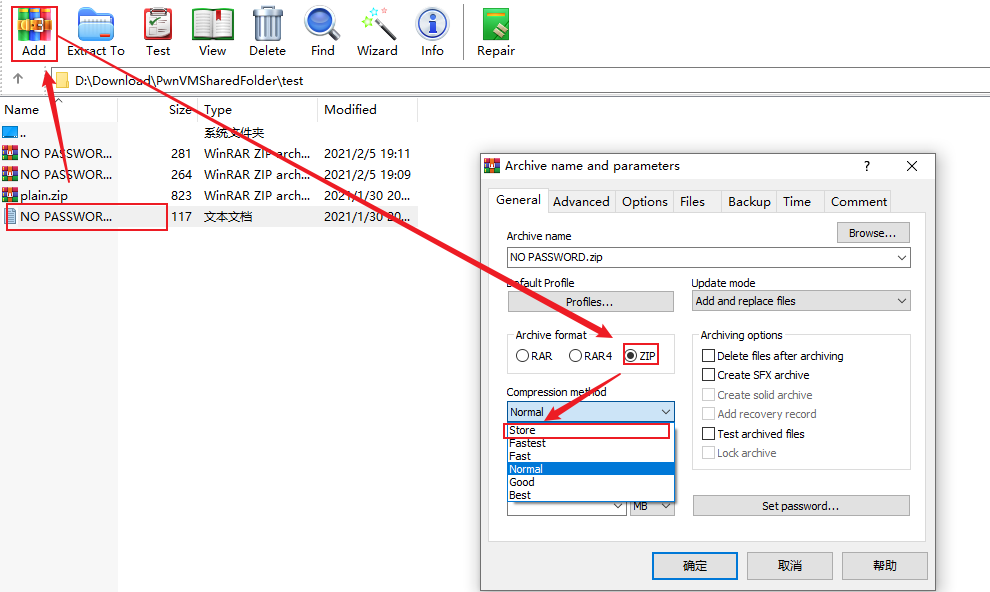 Add Extract To Test View Delete Find Wizard Info Repair
D:\Download\PwnVMSharedFolder\test
Name Size Type Modified
.. 系统文件夹
NO PASSWOR... 281 WinRAR ZIP arch... 2021/2/5 19:11
NO PASSWOR... 264 WinRAR ZIP arch... 2021/2/5 19:09
plain.zip 823 WinRAR ZIP arch... 2021/1/30 20...
NO PASSWOR... 117 文本文档 2021/1/30 20...
Archive name and parameters ?
General Advanced Options Files Backup Time Comment
Archive name
Browse...
NO PASSWORD.zip
Default Profile
Profiles...
Update mode
Add and replace files
Archive format
RAR RAR4 ZIP
Compression method
Normal
Store
Fastest
Fast
Normal
Good
Best
MB
Archiving options
Delete files after archiving
Create SFX archive
Create solid archive
Add recovery record
Test archived files
Lock archive
Set password...
确定 取消 帮助